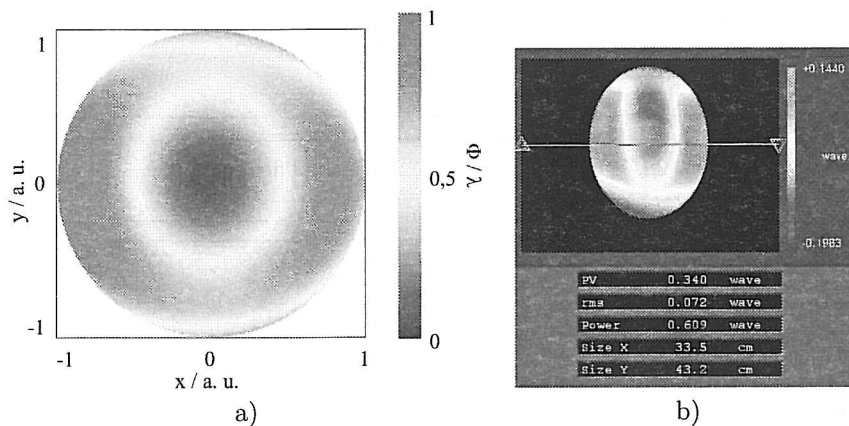 1
0
-1
y / a. u.
-1 0 1
x / a. u.
a)
1
0,5
0
λ / Φ
+0.1440
wave
-0.1983
PV 0.340 wave
rms 0.072 wave
Power 0.609 wave
Size X 33.5 cm
Size Y 43.2 cm
b)